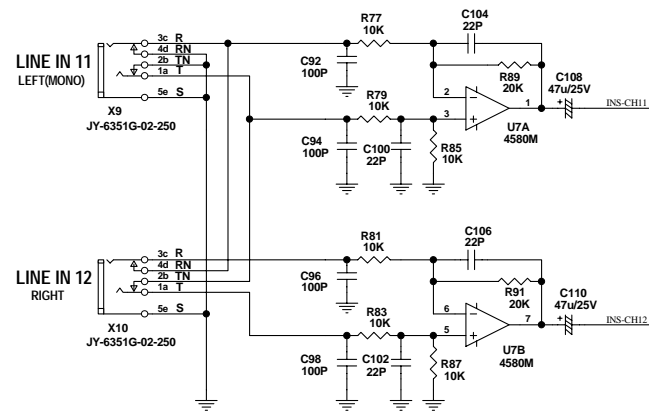 LINE IN 11
LEFT(MONO)
3c R
4d RN
2b TN
1a T
5e S
X9
JY-6351G-02-250
C92
100P
R77
10K
C104
22P
R89
20K
C108
47u/25V
+
INS-CH11
R79
10K
2
3
1
U7A
4580M
C94
100P
C100
22P
R85
10K
LINE IN 12
RIGHT
3c R
4d RN
2b TN
1a T
5e S
X10
JY-6351G-02-250
C96
100P
R81
10K
C106
22P
R91
20K
C110
47u/25V
+
INS-CH12
R83
10K
6
5
7
U7B
4580M
C98
100P
C102
22P
R87
10K